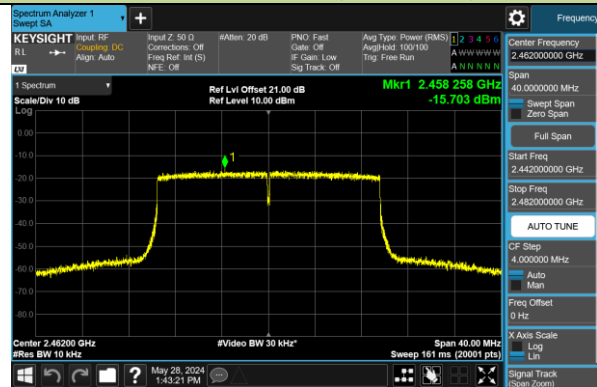 Spectrum Analyzer 1
Swept SA
Frequency
KEYSIGHT
RL
LXI
Input: RF
Coupling: DC
Align: Auto
Input Z: 50 Ω
Corrections: Off
Freq Ref: Int (S)
NFE: Off
#Atten: 20 dB
PNO: Fast
Gate: Off
IF Gain: Low
Sig Track: Off
Avg Type: Power (RMS)
Avg|Hold: 100/100
Trig: Free Run
1 2 3 4 5 6
A W W W W W
A N N N N N
1 Spectrum
Scale/Div 10 dB
Log
Ref Lvl Offset 21.00 dB
Ref Level 10.00 dBm
Mkr1 2.458 258 GHz
-15.703 dBm
1
0.00
-10.0
-20.0
-30.0
-40.0
-50.0
-60.0
-70.0
-80.0
Center 2.46200 GHz
#Res BW 10 kHz
#Video BW 30 kHz*
Span 40.00 MHz
Sweep 161 ms (20001 pts)
May 28, 2024
1:43:21 PM
Center Frequency
2.462000000 GHz
Span
40.0000000 MHz
Swept Span
Zero Span
Full Span
Start Freq
2.442000000 GHz
Stop Freq
2.482000000 GHz
AUTO TUNE
CF Step
4.000000 MHz
Auto
Man
Freq Offset
0 Hz
X Axis Scale
Log
Lin
Signal Track
(Span Zoom)